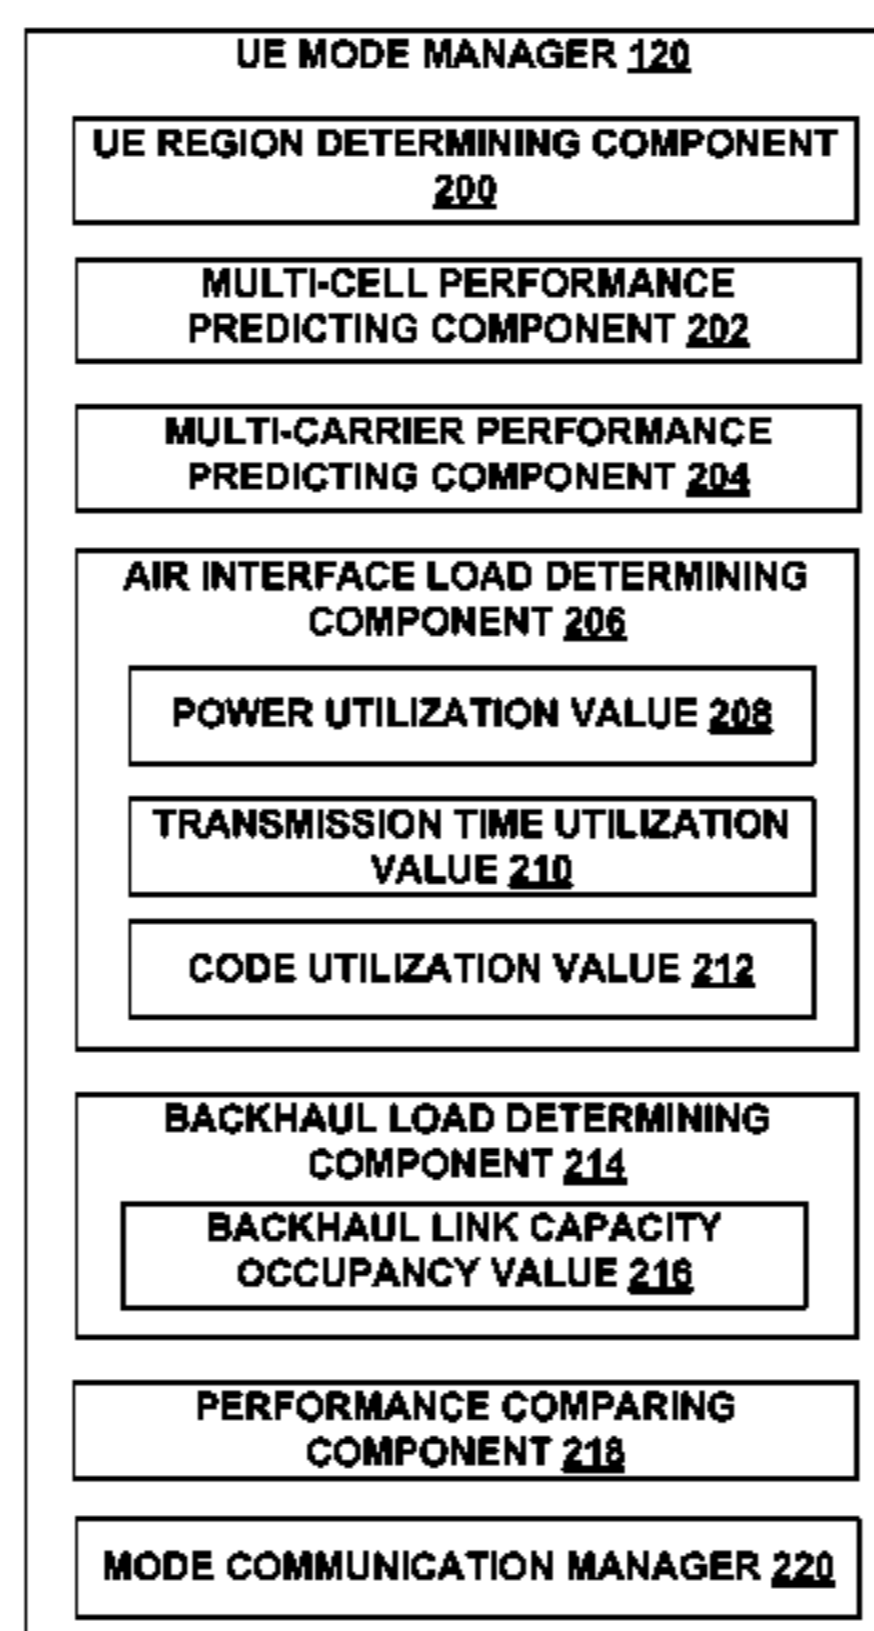 UE MODE MANAGER 120
UE REGION DETERMINING COMPONENT
200
MULTI-CELL PERFORMANCE
PREDICTING COMPONENT 202
MULTI-CARRIER PERFORMANCE
PREDICTING COMPONENT 204
AIR INTERFACE LOAD DETERMINING
COMPONENT 206
POWER UTILIZATION VALUE 208
TRANSMISSION TIME UTILIZATION
VALUE 210
CODE UTILIZATION VALUE 212
BACKHAUL LOAD DETERMINING
COMPONENT 214
BACKHAUL LINK CAPACITY
OCCUPANCY VALUE 216
PERFORMANCE COMPARING
COMPONENT 218
MODE COMMUNICATION MANAGER 220